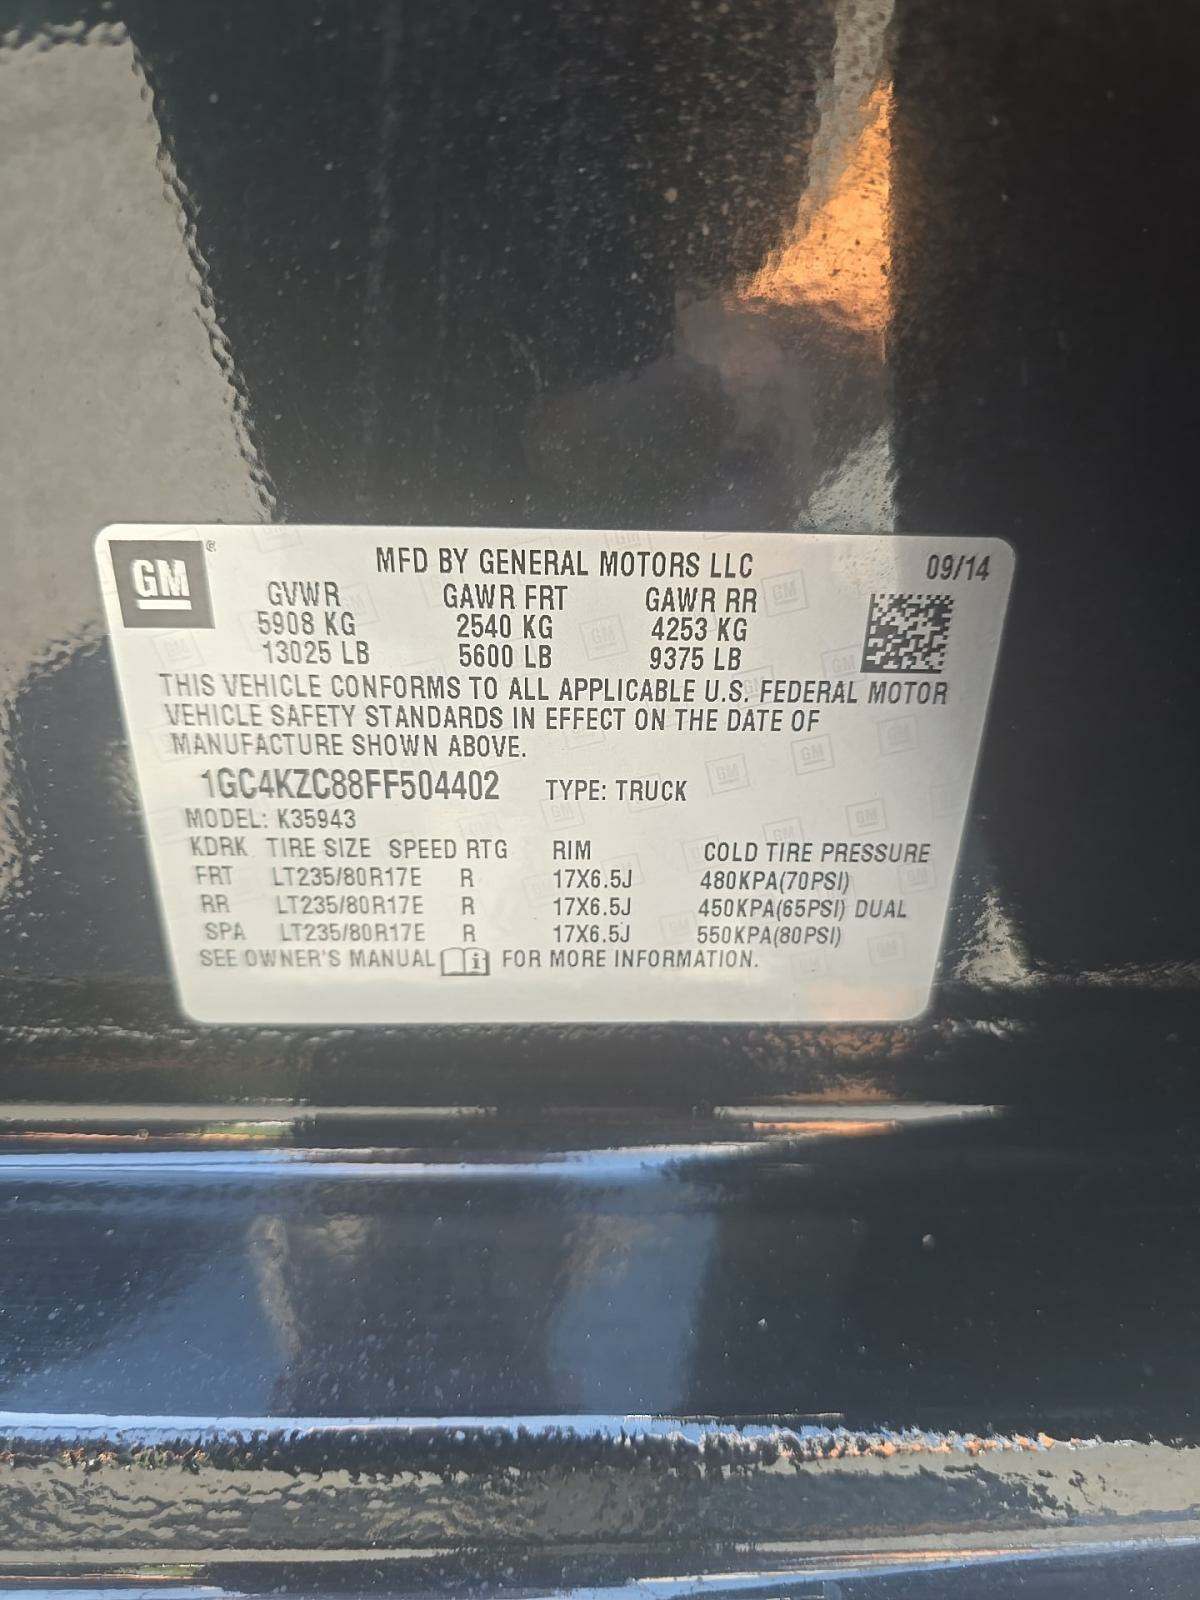 GM
MFD BY GENERAL MOTORS LLC 09/14
GVWR GAWR FRT GAWR RR
5908 KG 2540 KG 4253 KG
13025 LB 5600 LB 9375 LB
THIS VEHICLE CONFORMS TO ALL APPLICABLE U.S. FEDERAL MOTOR
VEHICLE SAFETY STANDARDS IN EFFECT ON THE DATE OF
MANUFACTURE SHOWN ABOVE.
1GC4KZC88FF504402 TYPE: TRUCK
MODEL: K35943
KDRK TIRE SIZE SPEED RTG RIM COLD TIRE PRESSURE
FRT LT235/80R17E R 17X6.5J 480KPA(70PSI)
RR LT235/80R17E R 17X6.5J 450KPA(65PSI) DUAL
SPA LT235/80R17E R 17X6.5J 550KPA(80PSI)
SEE OWNER'S MANUAL i FOR MORE INFORMATION.